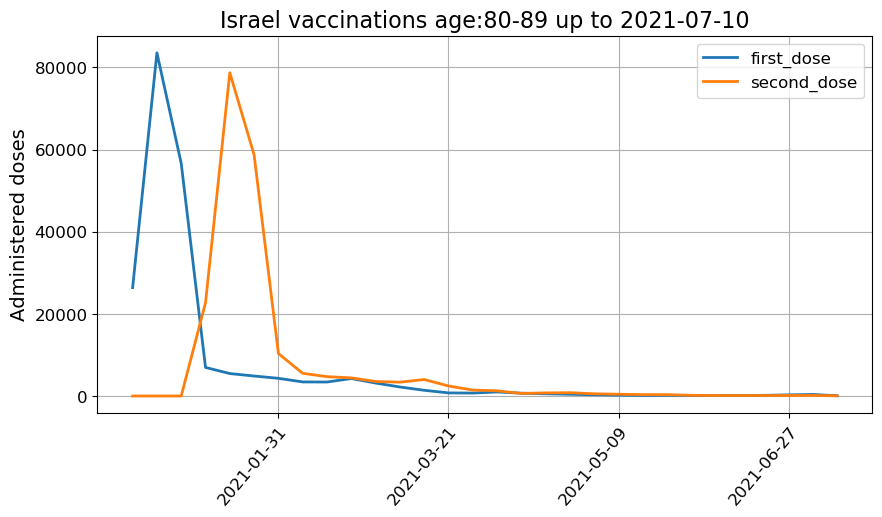 Israel vaccinations age:80-89 up to 2021-07-10
first_dose
second_dose
Administered doses
80000
60000
40000
20000
0
2021-01-31
2021-03-21
2021-05-09
2021-06-27